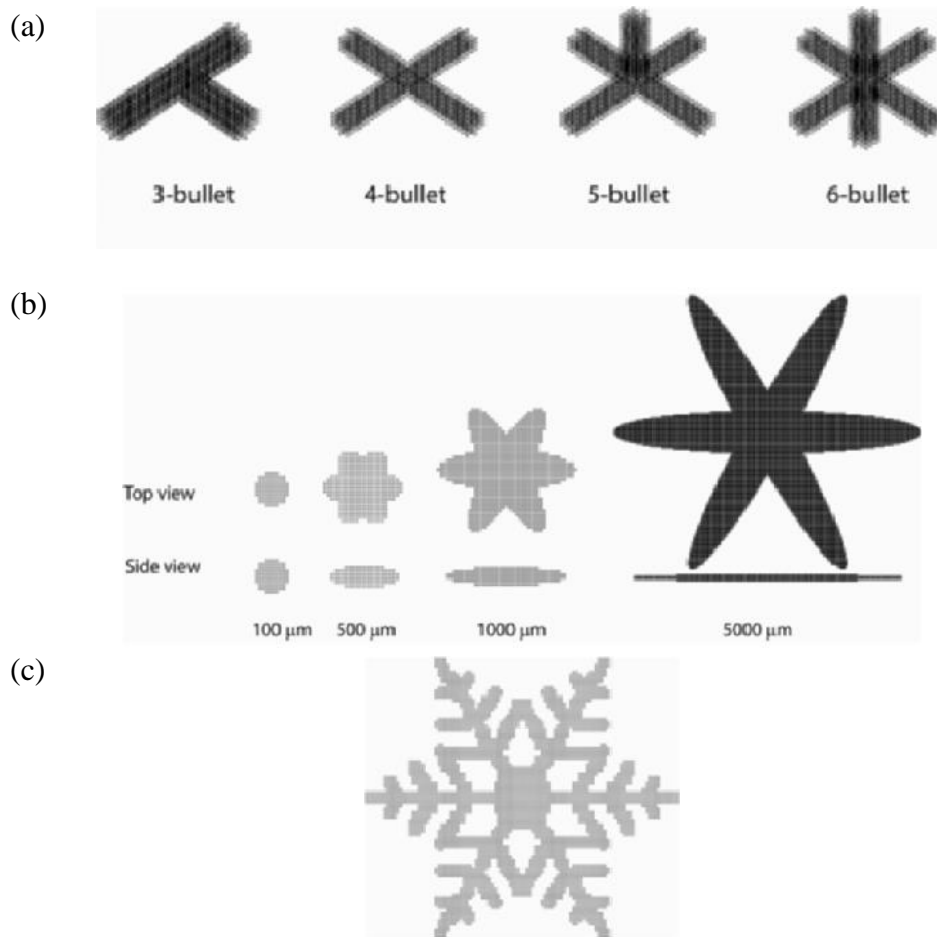 (a)
3-bullet 4-bullet 5-bullet 6-bullet
(b)
Top view
Side view
100 μm 500 μm 1000 μm 5000 μm
(c)